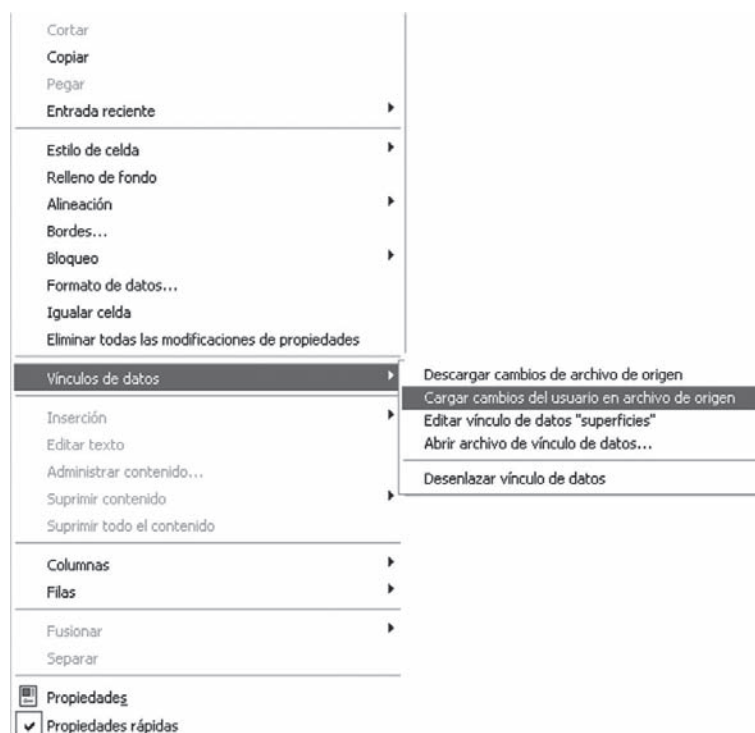 Cortar
Copiar
Pegar
Entrada reciente
Estilo de celda
Relleno de fondo
Alineación
Bordes...
Bloqueo
Formato de datos...
Igualar celda
Eliminar todas las modificaciones de propiedades
Vínculos de datos
Descargar cambios de archivo de origen
Cargar cambios del usuario en archivo de origen
Editar vínculo de datos "superficies"
Abrir archivo de vínculo de datos...
Desenlazar vínculo de datos
Inserción
Editar texto
Administrar contenido...
Suprimir contenido
Suprimir todo el contenido
Columnas
Filas
Fusionar
Separar
Propiedades
Propiedades rápidas